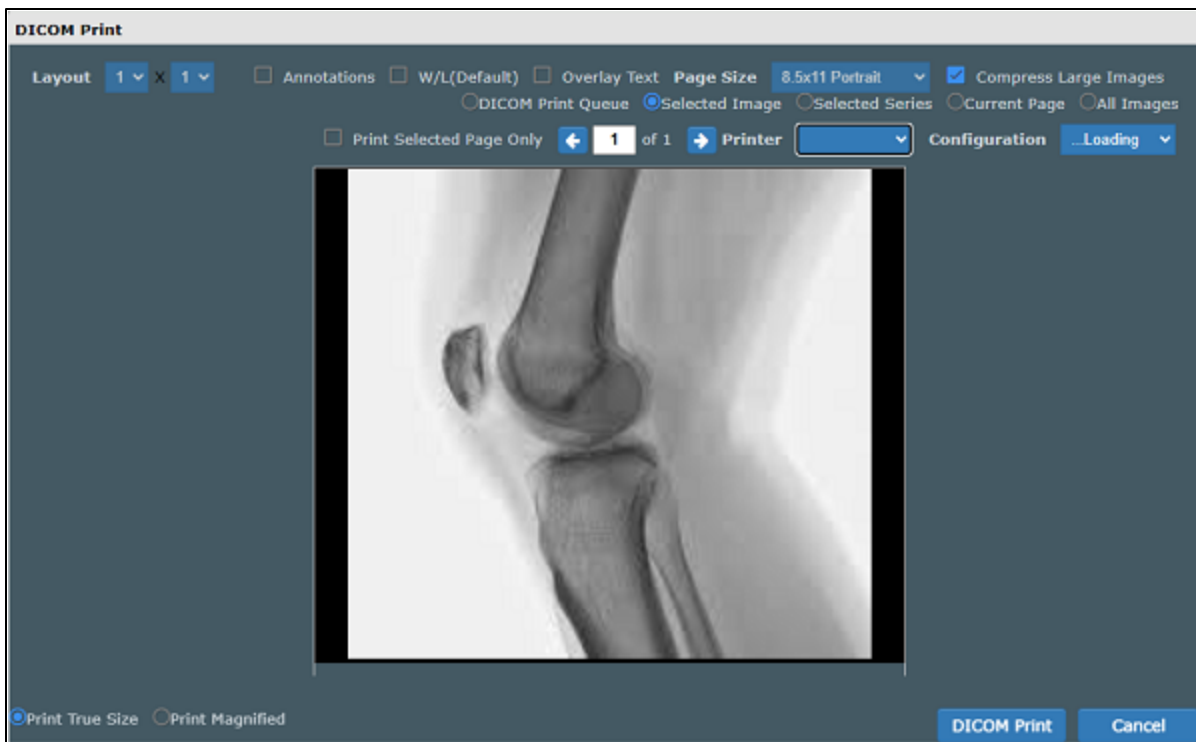 DICOM Print
Layout 1 X 1 Annotations W/L(Default) Overlay Text Page Size 8.5x11 Portrait Compress Large Images
DICOM Print Queue Selected Image Selected Series Current Page All Images
Print Selected Page Only 1 of 1 Printer Configuration ...Loading
Print True Size Print Magnified
DICOM Print Cancel